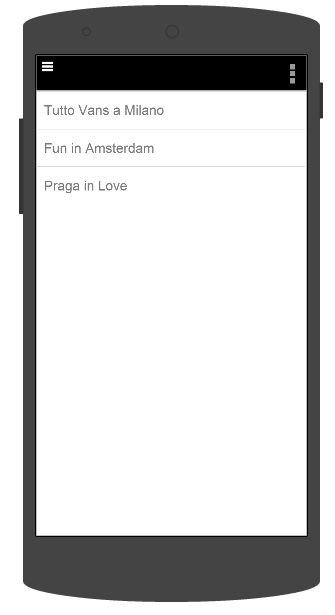 Tutto Vans a Milano
Fun in Amsterdam
Praga in Love